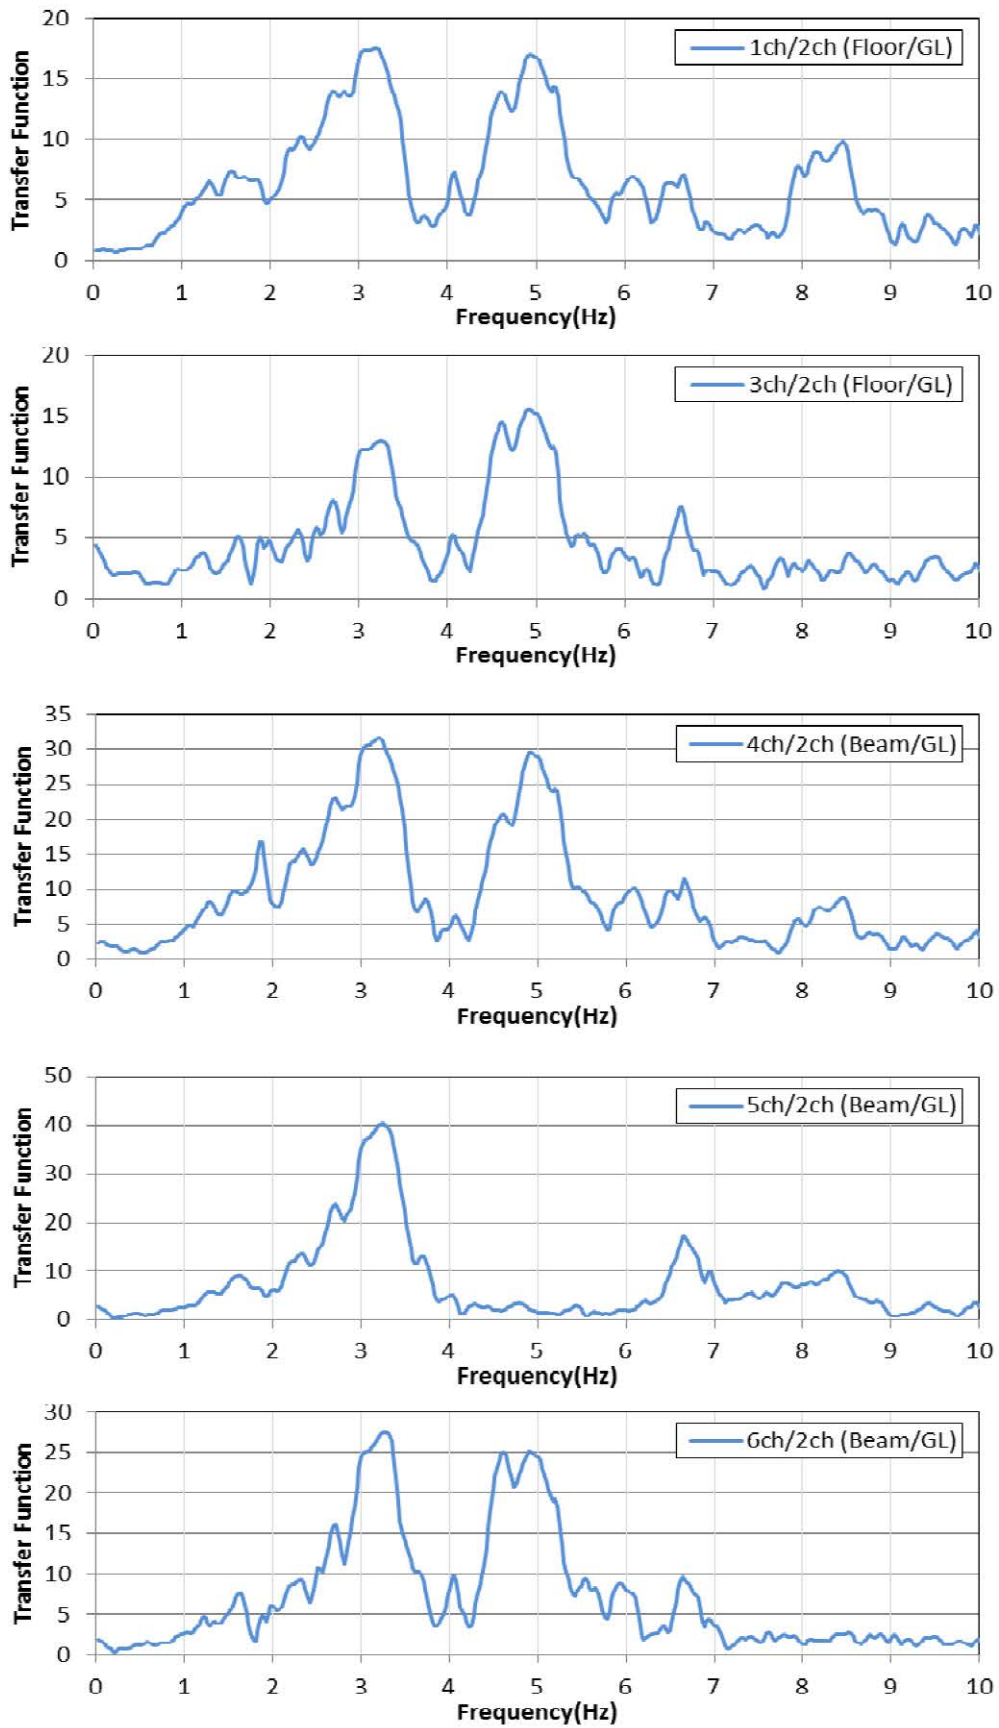 20
15
10
5
0
Transfer Function
1ch/2ch (Floor/GL)
0 1 2 3 4 5 6 7 8 9 10
Frequency(Hz)
20
15
10
5
0
Transfer Function
3ch/2ch (Floor/GL)
0 1 2 3 4 5 6 7 8 9 10
Frequency(Hz)
35
30
25
20
15
10
5
0
Transfer Function
4ch/2ch (Beam/GL)
0 1 2 3 4 5 6 7 8 9 10
Frequency(Hz)
50
40
30
20
10
0
Transfer Function
5ch/2ch (Beam/GL)
0 1 2 3 4 5 6 7 8 9 10
Frequency(Hz)
30
25
20
15
10
5
0
Transfer Function
6ch/2ch (Beam/GL)
0 1 2 3 4 5 6 7 8 9 10
Frequency(Hz)